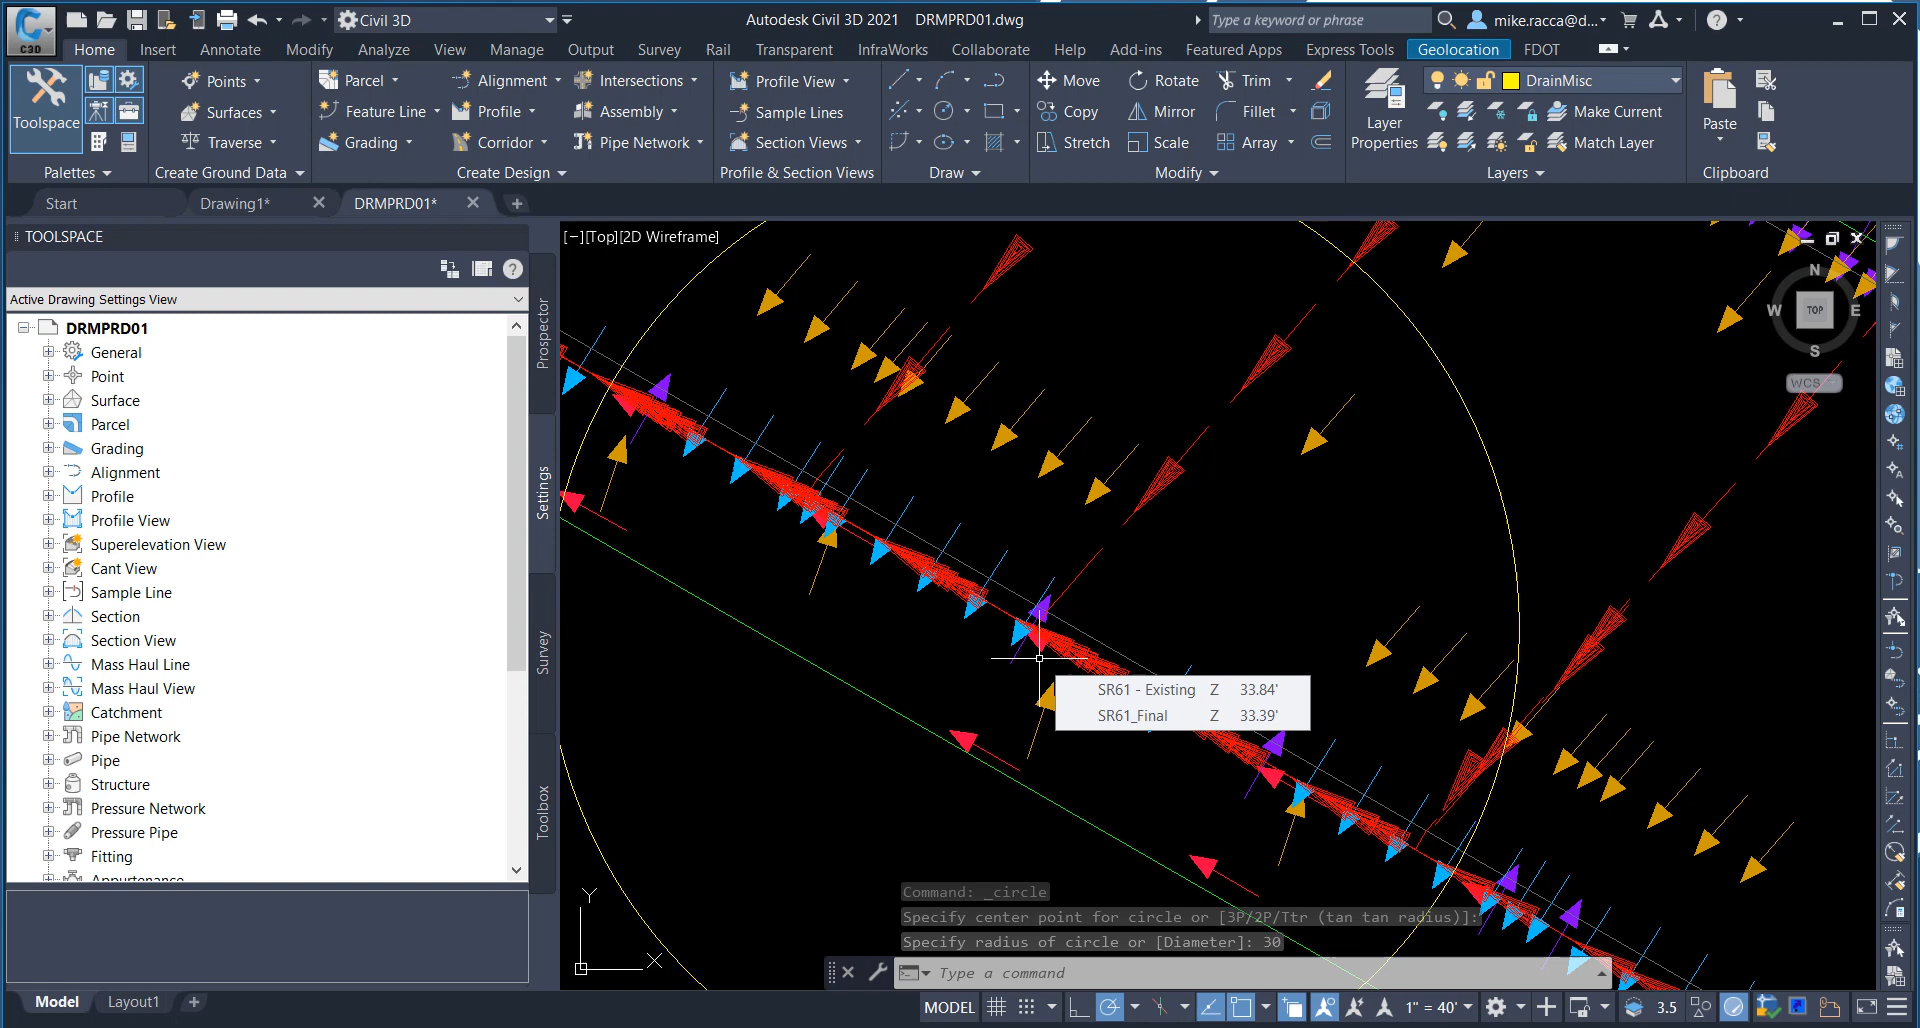 Civil 3D
Autodesk Civil 3D 2021 DRMPRD01.dwg
Type a keyword or phrase
mike.racca@d...
C3D
Home Insert Annotate Modify Analyze View Manage Output Survey Rail Transparent InfraWorks Collaborate Help Add-ins Featured Apps Express Tools Geolocation FDOT
Toolspace
Points
Surfaces
Traverse
Parcel
Feature Line
Grading
Alignment
Profile
Corridor
Intersections
Assembly
Pipe Network
Profile View
Sample Lines
Section Views
Move
Copy
Stretch
Rotate
Mirror
Scale
Trim
Fillet
Array
Layer
Properties
DrainMisc
Make Current
Match Layer
Paste
Palettes
Create Ground Data
Create Design
Profile & Section Views
Draw
Modify
Layers
Clipboard
Start
Drawing1*
DRMPRD01*
TOOLSPACE
Active Drawing Settings View
DRMPRD01
General
Point
Surface
Parcel
Grading
Alignment
Profile
Profile View
Superelevation View
Cant View
Sample Line
Section
Section View
Mass Haul Line
Mass Haul View
Catchment
Pipe Network
Pipe
Structure
Pressure Network
Pressure Pipe
Fitting
Appurtenance
Prospector
Settings
Survey
Toolbox
[−][Top][2D Wireframe]
N
W
TOP
E
S
WCS
SR61 - Existing Z 33.84'
SR61_Final Z 33.39'
Y
X
Command: _circle
Specify center point for circle or [3P/2P/Ttr (tan tan radius)]:
Specify radius of circle or [Diameter]: 30
Type a command
Model
Layout1
MODEL
1" = 40'
3.5